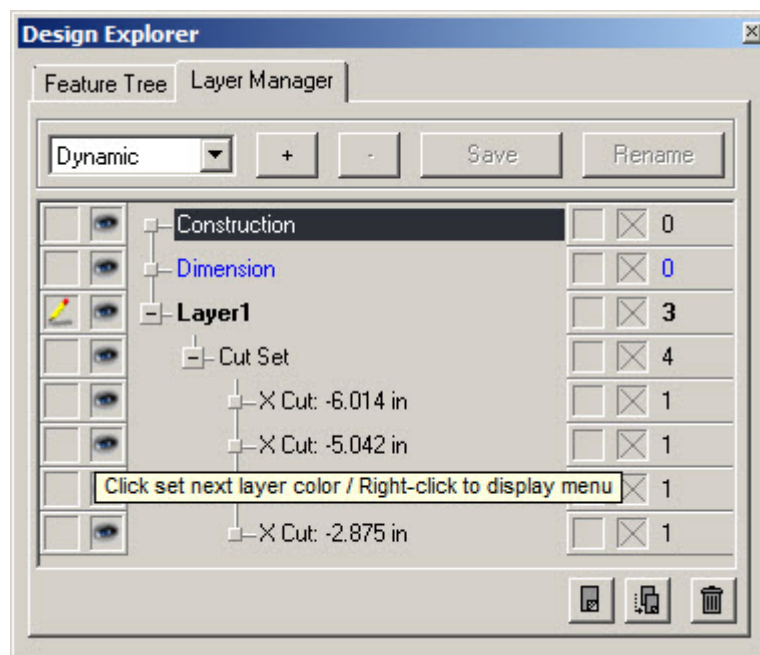 Design Explorer
Feature Tree Layer Manager
Dynamic + - Save Rename
Construction 0
Dimension 0
Layer1 3
Cut Set 4
X Cut: -6.014 in 1
X Cut: -5.042 in 1
Click set next layer color / Right-click to display menu 1
X Cut: -2.875 in 1